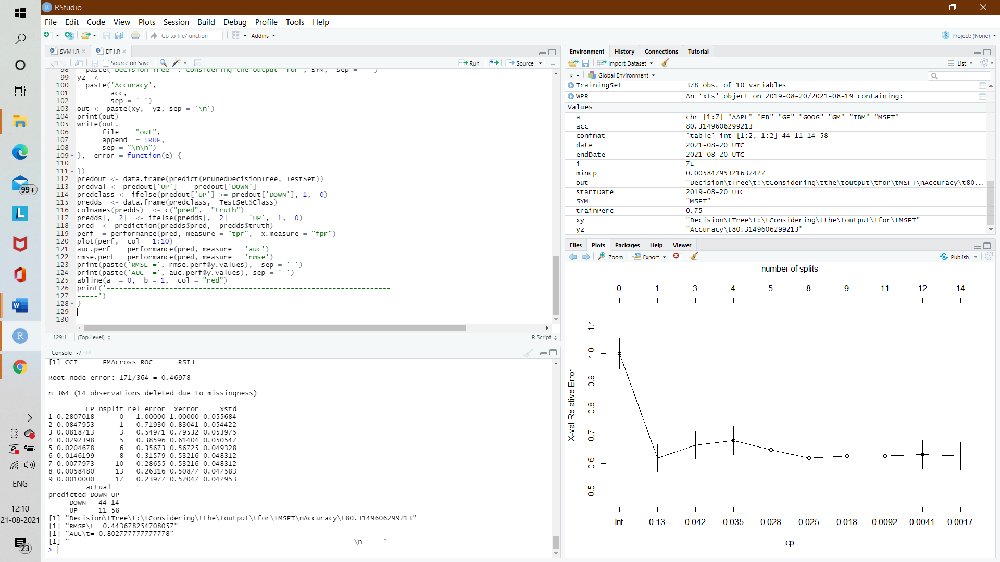 RStudio
File Edit Code View Plots Session Build Debug Profile Tools Help
Go to file/function Addins Project: (None)
SVM1.R DT1.R
Source on Save Run Source
98 paste('Decision Tree : Considering the output for', SYM, sep = ' ')
99 yz <-
100 paste('Accuracy',
101 acc,
102 sep = ' ')
103 out <- paste(xy, yz, sep = '\n')
104 print(out)
105 write(out,
106 file = "out",
107 append = TRUE,
108 sep = "\n\n")
109 }, error = function(e) {
110
111 })
112 predout <- data.frame(predict(PrunedDecisionTree, TestSet))
113 predval <- predout['UP'] - predout['DOWN']
114 predclass <- ifelse(predout['UP'] >= predout['DOWN'], 1, 0)
115 predds <- data.frame(predclass, TestSet$Class)
116 colnames(predds) <- c("pred", "truth")
117 predds[, 2] <- ifelse(predds[, 2] == 'UP', 1, 0)
118 pred <- prediction(predds$pred, predds$truth)
119 perf = performance(pred, measure = "tpr", x.measure = "fpr")
120 plot(perf, col = 1:10)
121 auc.perf = performance(pred, measure = 'auc')
122 rmse.perf = performance(pred, measure = 'rmse')
123 print(paste('RMSE =', rmse.perf@y.values), sep = ' ')
124 print(paste('AUC =', auc.perf@y.values), sep = ' ')
125 abline(a = 0, b = 1, col = "red")
126 print('--------------------------------------------------------------------
127 -----')
128 }
129
130
129:1 (Top Level) R Script
Console ~/
[1] CCI EMAcross ROC RSI3
Root node error: 171/364 = 0.46978
n=364 (14 observations deleted due to missingness)
CP nsplit rel error xerror xstd
1 0.2807018 0 1.00000 1.00000 0.055684
2 0.0847953 1 0.71930 0.83041 0.054422
3 0.0818713 3 0.54971 0.79532 0.053975
4 0.0292398 5 0.38596 0.61404 0.050547
5 0.0204678 6 0.35673 0.56725 0.049328
6 0.0146199 8 0.31579 0.53216 0.048312
7 0.0077973 10 0.28655 0.53216 0.048312
8 0.0058480 13 0.26316 0.50877 0.047583
9 0.0010000 17 0.23977 0.52047 0.047953
actual
predicted DOWN UP
DOWN 44 14
UP 11 58
[1] "Decision\tTree\t:\tConsidering\tthe\toutput\tfor\tMSFT\nAccuracy\t80.3149606299213"
[1] "RMSE\t= 0.443678254708057"
[1] "AUC\t= 0.802777777777778"
[1] "--------------------------------------------------------------------\n-----"
>
Environment History Connections Tutorial
Import Dataset List
R Global Environment
TrainingSet 378 obs. of 10 variables
WPR An ‘xts’ object on 2019-08-20/2021-08-19 containing:
Values
a chr [1:7] "AAPL" "FB" "GE" "GOOG" "GM" "IBM" "MSFT"
acc 80.3149606299213
confmat 'table' int [1:2, 1:2] 44 11 14 58
date 2021-08-20 UTC
endDate 2021-08-20 UTC
i 7L
mincp 0.00584795321637427
out "Decision\tTree\t:\tConsidering\tthe\toutput\tfor\tMSFT\nAccuracy\t80.…
startDate 2019-08-20 UTC
SYM "MSFT"
trainPerc 0.75
xy "Decision\tTree\t:\tConsidering\tthe\toutput\tfor\tMSFT"
yz "Accuracy\t80.3149606299213"
Files Plots Packages Help Viewer
Zoom Export Publish
number of splits
0 1 3 4 5 8 9 11 12 14
X-val Relative Error
1.1
1.0
0.9
0.8
0.7
0.6
0.5
Inf 0.13 0.042 0.035 0.028 0.025 0.018 0.0092 0.0041 0.0017
cp
99+
L
W
R
ENG
12:10
21-08-2021
23